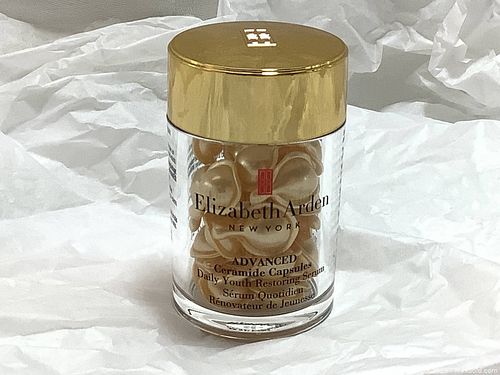 Elizabeth Arden
NEW YORK
ADVANCED
Ceramide Capsules
Daily Youth Restoring Serum
Sérum Quotidien
Rénovateur de Jeunesse